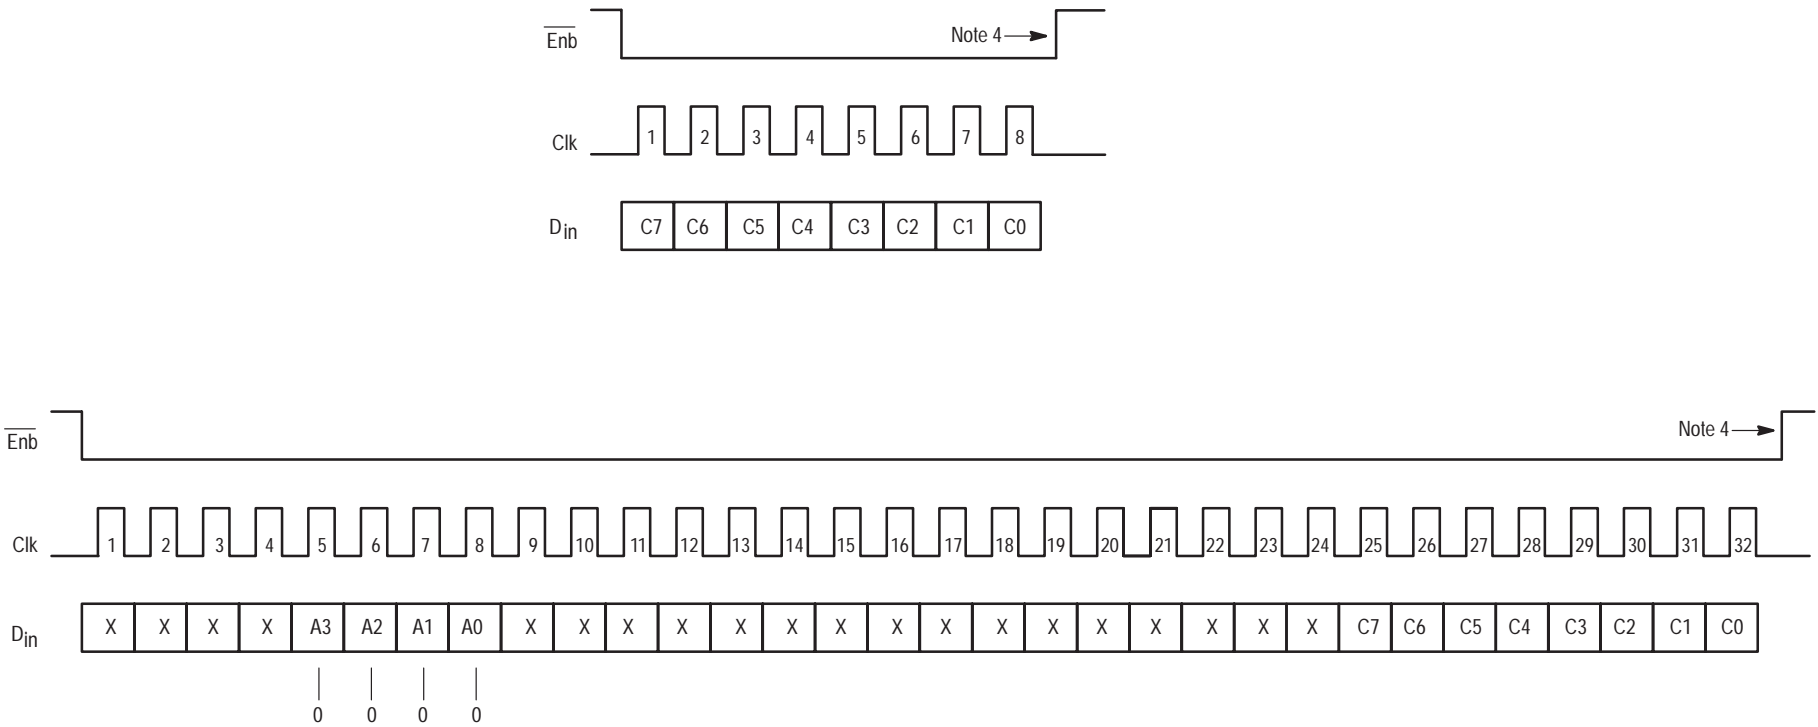 Enb
Note 4
Clk 1 2 3 4 5 6 7 8
Din C7 C6 C5 C4 C3 C2 C1 C0
Enb
Note 4
Clk 1 2 3 4 5 6 7 8 9 10 11 12 13 14 15 16 17 18 19 20 21 22 23 24 25 26 27 28 29 30 31 32
Din X X X X A3 A2 A1 A0 X X X X X X X X X X X X X X X X C7 C6 C5 C4 C3 C2 C1 C0
0 0 0 0